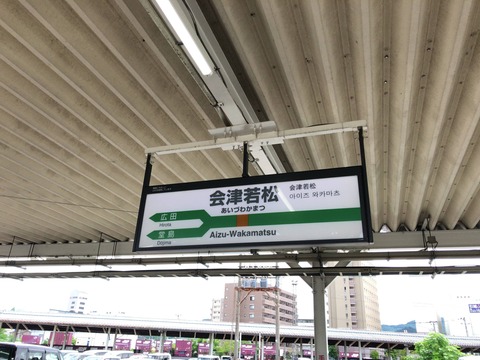 会津若松
あいづわかまつ
会津若松
아이즈 와카마츠
広田
Hirota
堂島
Dōjima
Aizu-Wakamatsu